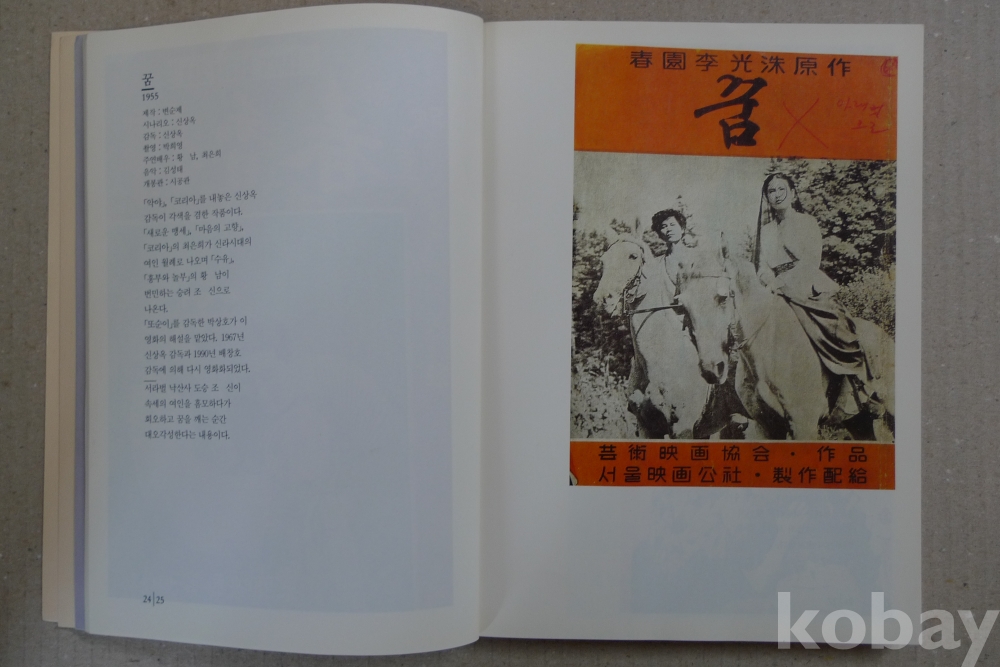 꿈
1955
제작 : 변순제
시나리오 : 신상옥
감독 : 신상옥
촬영 : 박희영
주연배우 : 황 남, 최은희
음악 : 김성태
개봉관 : 시공관
「악야」, 「코리아」를 내놓은 신상옥
감독이 각색을 겸한 작품이다.
「새로운 맹세」, 「마음의 고향」,
「코리아」의 최은희가 신라시대의
여인 월례로 나오며 「수유」,
「흥부와 놀부」의 황 남이
번민하는 승려 조 신으로
나온다.
「또순이」를 감독한 박상호가 이
영화의 해설을 맡았다. 1967년
신상옥 감독과 1990년 배창호
감독에 의해 다시 영화화되었다.
서라벌 낙산사 도승 조 신이
속세의 여인을 흠모하다가
회오하고 꿈을 깨는 순간
대오각성한다는 내용이다.
24|25
春園李光洙原作
꿈
芸術映画協会·作品
서울映画公社·製作配給
kobay